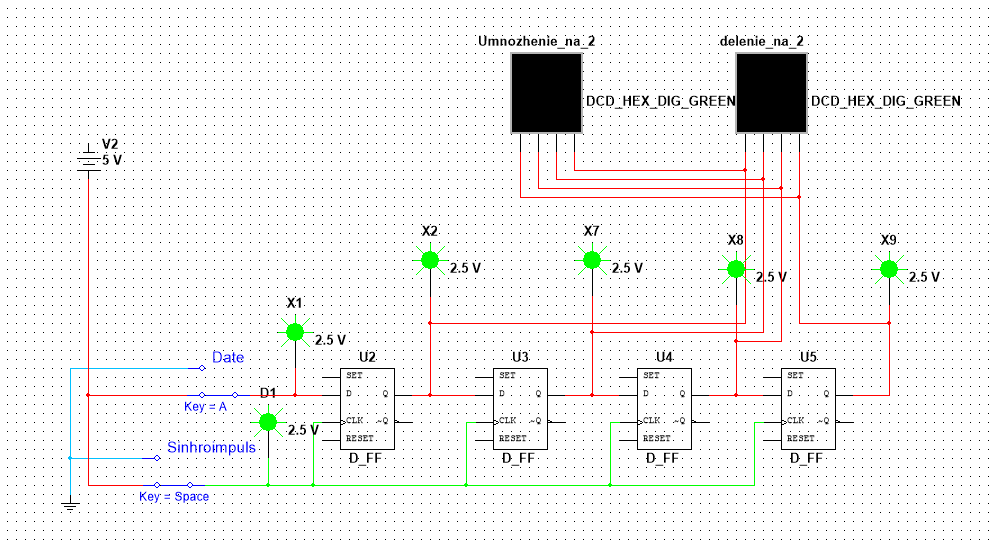 Umnozhenie_na_2
delenie_na_2
DCD_HEX_DIG_GREEN
DCD_HEX_DIG_GREEN
V2
5 V
X2
2.5 V
X7
2.5 V
X8
2.5 V
X9
2.5 V
X1
2.5 V
Date
Key = A
D1
2.5 V
Sinhroimpuls
Key = Space
U2
SET
D Q
CLK ~Q
RESET
D_FF
U3
SET
D Q
CLK ~Q
RESET
D_FF
U4
SET
D Q
CLK ~Q
RESET
D_FF
U5
SET
D Q
CLK ~Q
RESET
D_FF